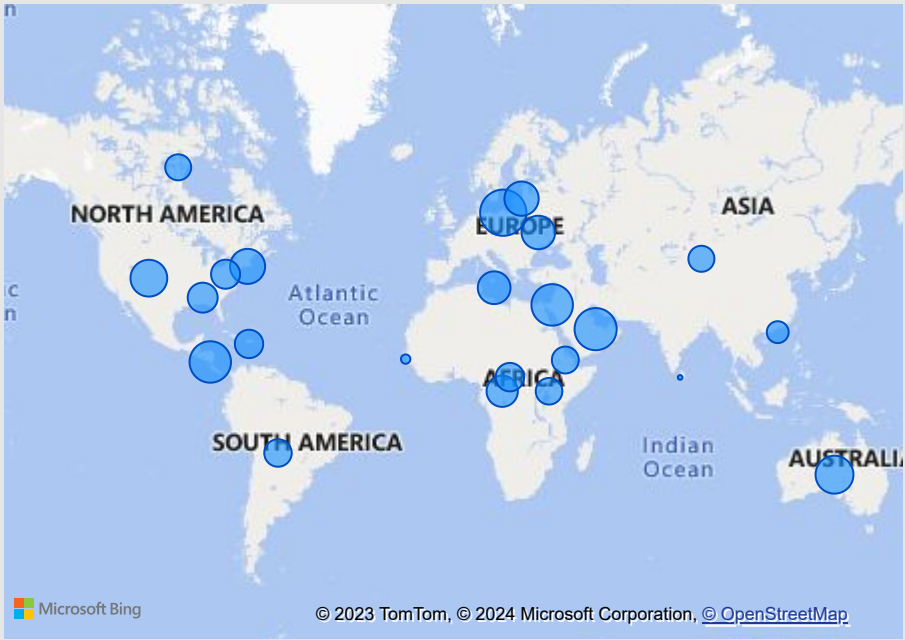 n
NORTH AMERICA
EUROPE
ASIA
ic
n
Atlantic
Ocean
AFRICA
SOUTH AMERICA
Indian
Ocean
AUSTRALIA
Microsoft Bing
© 2023 TomTom, © 2024 Microsoft Corporation, © OpenStreetMap